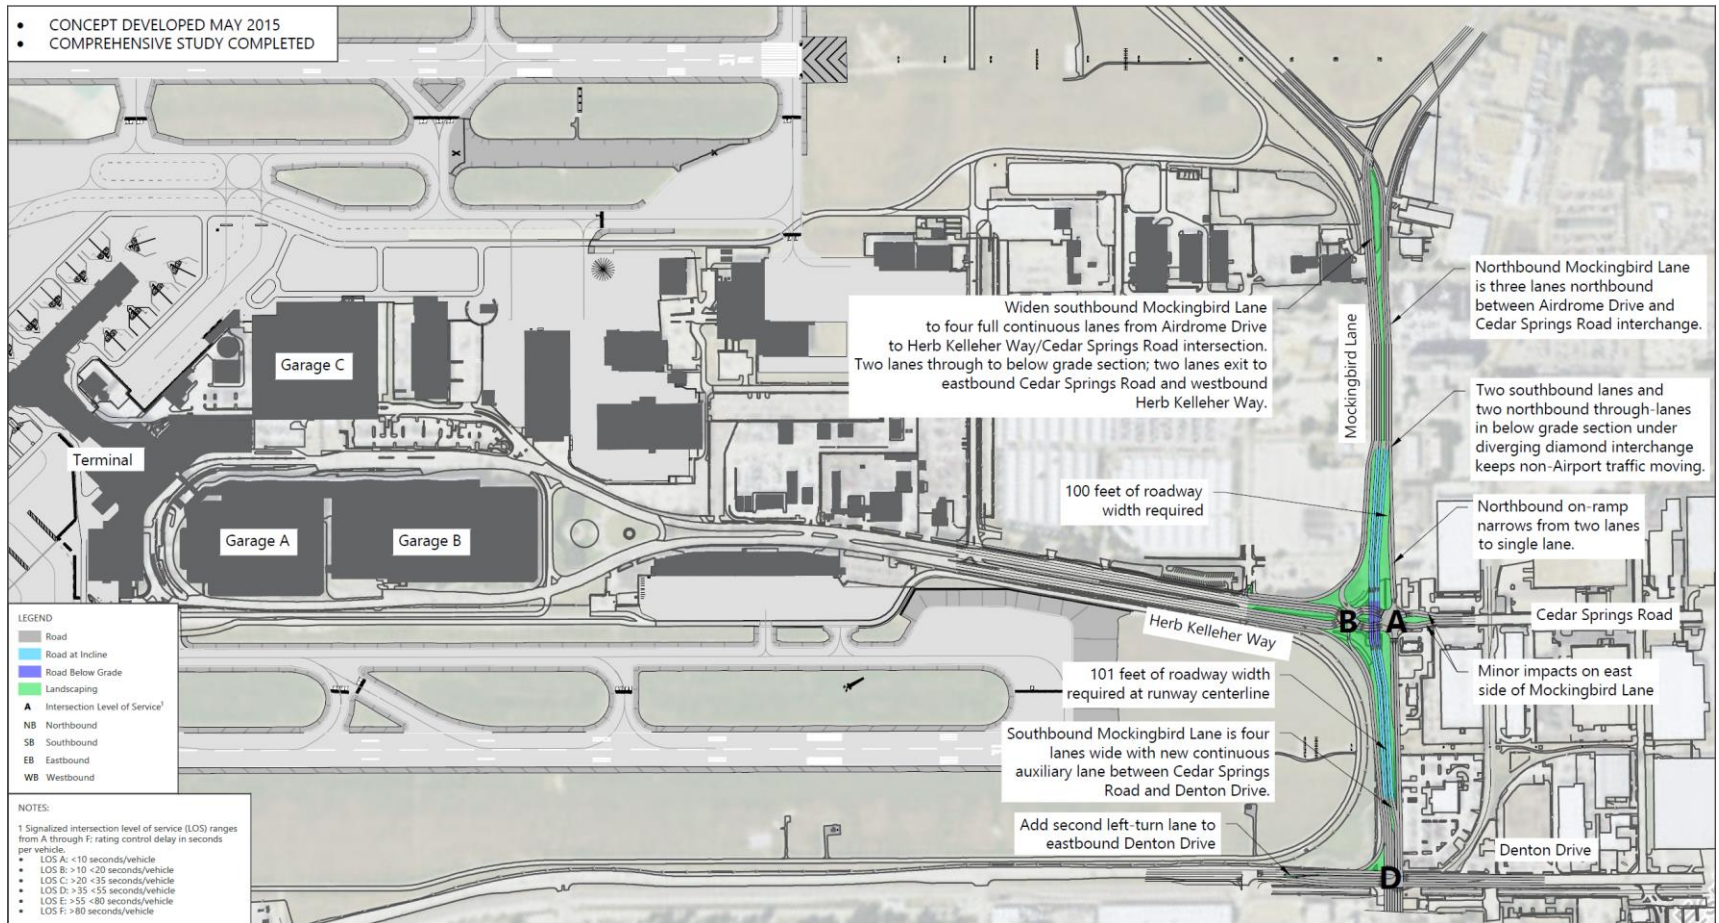 • CONCEPT DEVELOPED MAY 2015
• COMPREHENSIVE STUDY COMPLETED
Northbound Mockingbird Lane
is three lanes northbound
between Airdrome Drive and
Cedar Springs Road interchange.
Widen southbound Mockingbird Lane
to four full continuous lanes from Airdrome Drive
to Herb Kelleher Way/Cedar Springs Road intersection.
Two lanes through to below grade section; two lanes exit to
eastbound Cedar Springs Road and westbound
Herb Kelleher Way.
Mockingbird Lane
Garage C
Two southbound lanes and
two northbound through-lanes
in below grade section under
diverging diamond interchange
keeps non-Airport traffic moving.
Terminal
100 feet of roadway
width required
Northbound on-ramp
narrows from two lanes
to single lane.
Garage A
Garage B
B
A
Cedar Springs Road
Herb Kelleher Way
101 feet of roadway width
required at runway centerline
Minor impacts on east
side of Mockingbird Lane
Southbound Mockingbird Lane is four
lanes wide with new continuous
auxiliary lane between Cedar Springs
Road and Denton Drive.
Add second left-turn lane to
eastbound Denton Drive
Denton Drive
D
LEGEND
Road
Road at Incline
Road Below Grade
Landscaping
A Intersection Level of Service¹
NB Northbound
SB Southbound
EB Eastbound
WB Westbound
NOTES:
1 Signalized intersection level of service (LOS) ranges
from A through F; rating control delay in seconds
per vehicle.
• LOS A: <10 seconds/vehicle
• LOS B: >10 <20 seconds/vehicle
• LOS C: >20 <35 seconds/vehicle
• LOS D: >35 <55 seconds/vehicle
• LOS E: >55 <80 seconds/vehicle
• LOS F: >80 seconds/vehicle